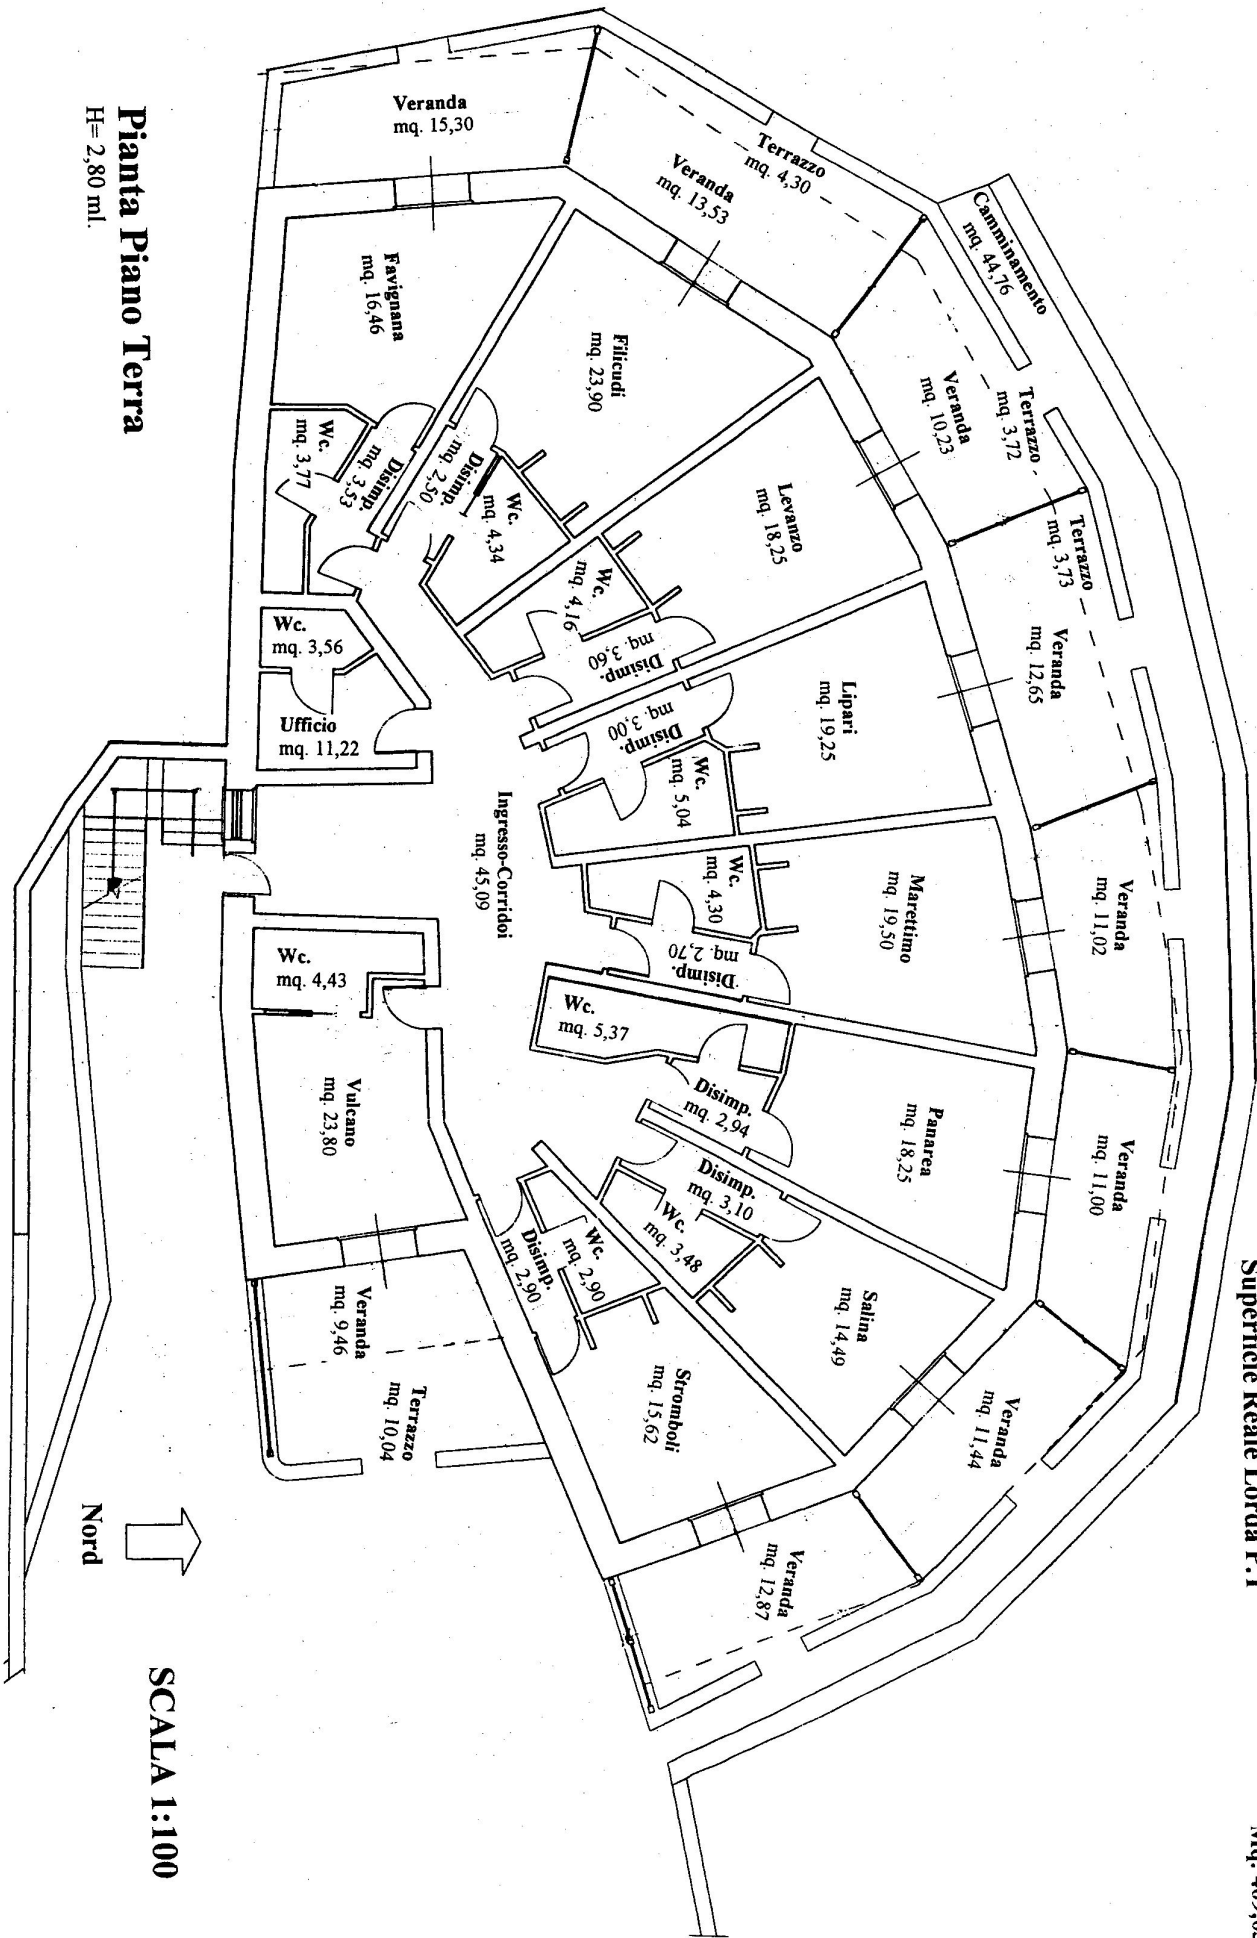 Pianta Piano Terra
H= 2,80 ml.
Superficie Reale Lorda P.T
Veranda
mq. 15,30
Terrazzo
mq. 4,30
Veranda
mq. 13,53
Camminamento
mq. 44,76
Favignana
mq. 16,46
Filicudi
mq. 23,90
Veranda
mq. 10,23
Terrazzo
mq. 3,72
Terrazzo
mq. 3,73
Wc.
mq. 3,77
Disimp.
mq. 3,53
Disimp.
mq. 2,50
Wc.
mq. 4,34
Levanzo
mq. 18,25
Wc.
mq. 4,16
Disimp.
mq. 3,60
Veranda
mq. 12,65
Wc.
mq. 3,56
Ufficio
mq. 11,22
Lipari
mq. 19,25
Disimp.
mq. 3,00
Wc.
mq. 5,04
Ingresso-Corridoi
mq. 45,09
Wc.
mq. 4,30
Marettimo
mq. 19,50
Veranda
mq. 11,02
Disimp.
mq. 2,70
Wc.
mq. 4,43
Wc.
mq. 5,37
Vulcano
mq. 23,80
Disimp.
mq. 2,94
Panarea
mq. 18,25
Veranda
mq. 11,00
Disimp.
mq. 3,10
Wc.
mq. 3,48
Wc.
mq. 2,90
Disimp.
mq. 2,90
Salina
mq. 14,49
Veranda
mq. 9,46
Terrazzo
mq. 10,04
Stromboli
mq. 15,62
Veranda
mq. 11,44
Veranda
mq. 12,87
Nord
SCALA 1:100